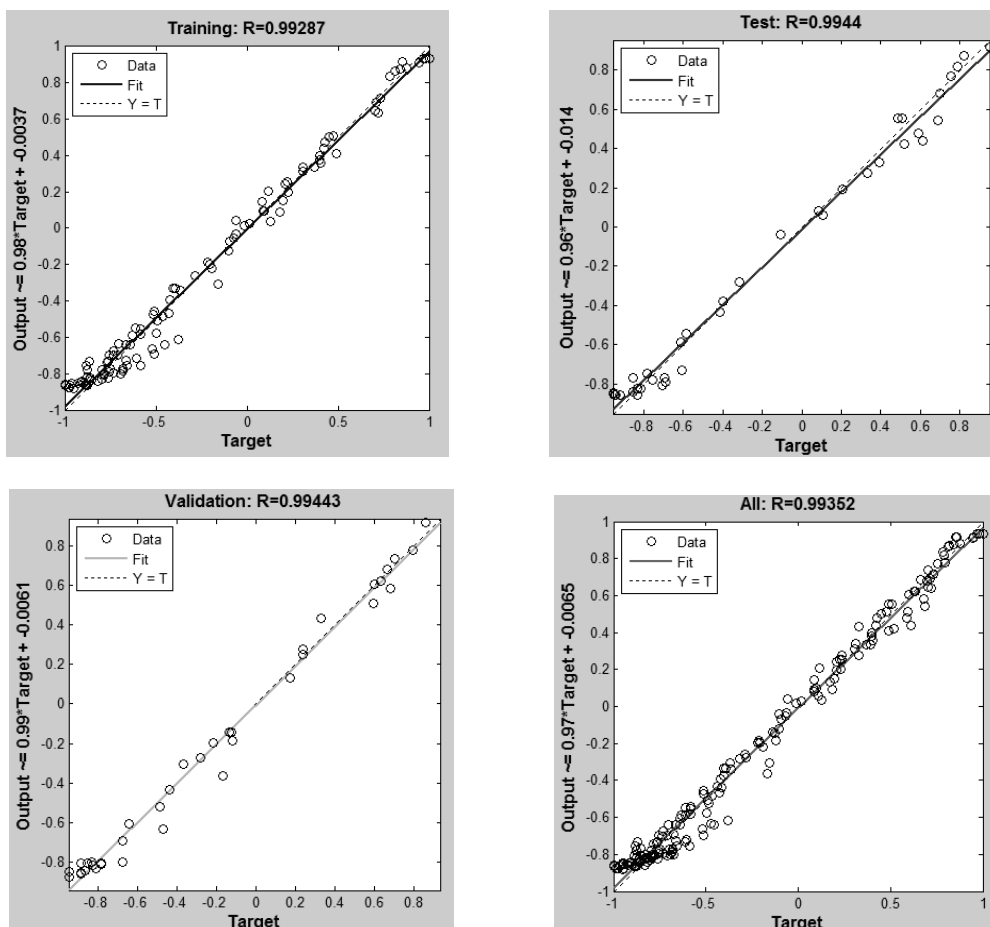 Training: R=0.99287
Output ~= 0.98*Target + -0.0037
1
0.8
0.6
0.4
0.2
0
-0.2
-0.4
-0.6
-0.8
-1
Data
Fit
Y = T
-1
-0.5
0
0.5
1
Target
Test: R=0.9944
Output ~= 0.96*Target + -0.014
0.8
0.6
0.4
0.2
0
-0.2
-0.4
-0.6
-0.8
Data
Fit
Y = T
-0.8
-0.6
-0.4
-0.2
0
0.2
0.4
0.6
0.8
Target
Validation: R=0.99443
Output ~= 0.99*Target + -0.0061
0.8
0.6
0.4
0.2
0
-0.2
-0.4
-0.6
-0.8
Data
Fit
Y = T
-0.8
-0.6
-0.4
-0.2
0
0.2
0.4
0.6
0.8
Target
All: R=0.99352
Output ~= 0.97*Target + -0.0065
1
0.8
0.6
0.4
0.2
0
-0.2
-0.4
-0.6
-0.8
-1
Data
Fit
Y = T
-1
-0.5
0
0.5
1
Target